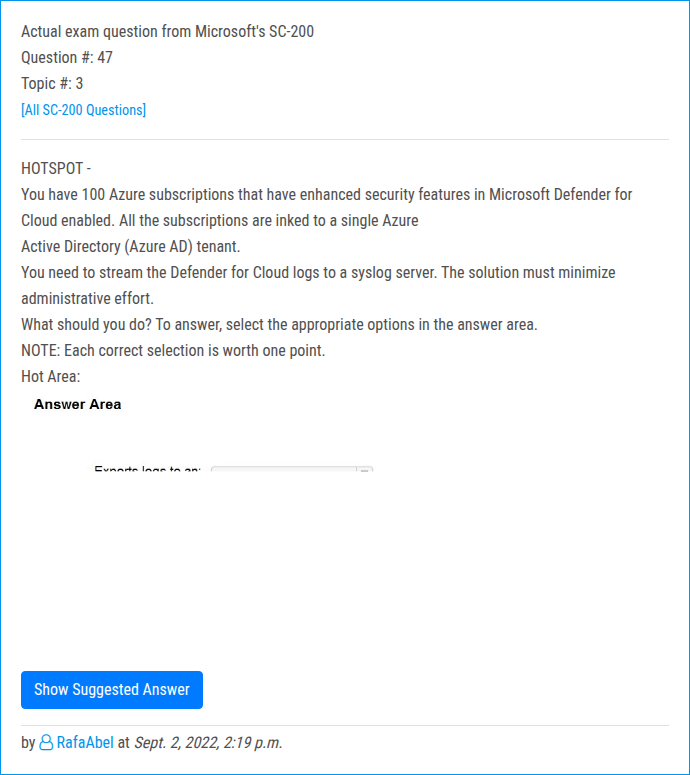 Actual exam question from Microsoft's SC-200
Question #: 47
Topic #: 3
[All SC-200 Questions]
HOTSPOT -
You have 100 Azure subscriptions that have enhanced security features in Microsoft Defender for
Cloud enabled. All the subscriptions are inked to a single Azure
Active Directory (Azure AD) tenant.
You need to stream the Defender for Cloud logs to a syslog server. The solution must minimize
administrative effort.
What should you do? To answer, select the appropriate options in the answer area.
NOTE: Each correct selection is worth one point.
Hot Area:
Answer Area
Exports logs to an:
Show Suggested Answer
by RafaAbel at Sept. 2, 2022, 2:19 p.m.